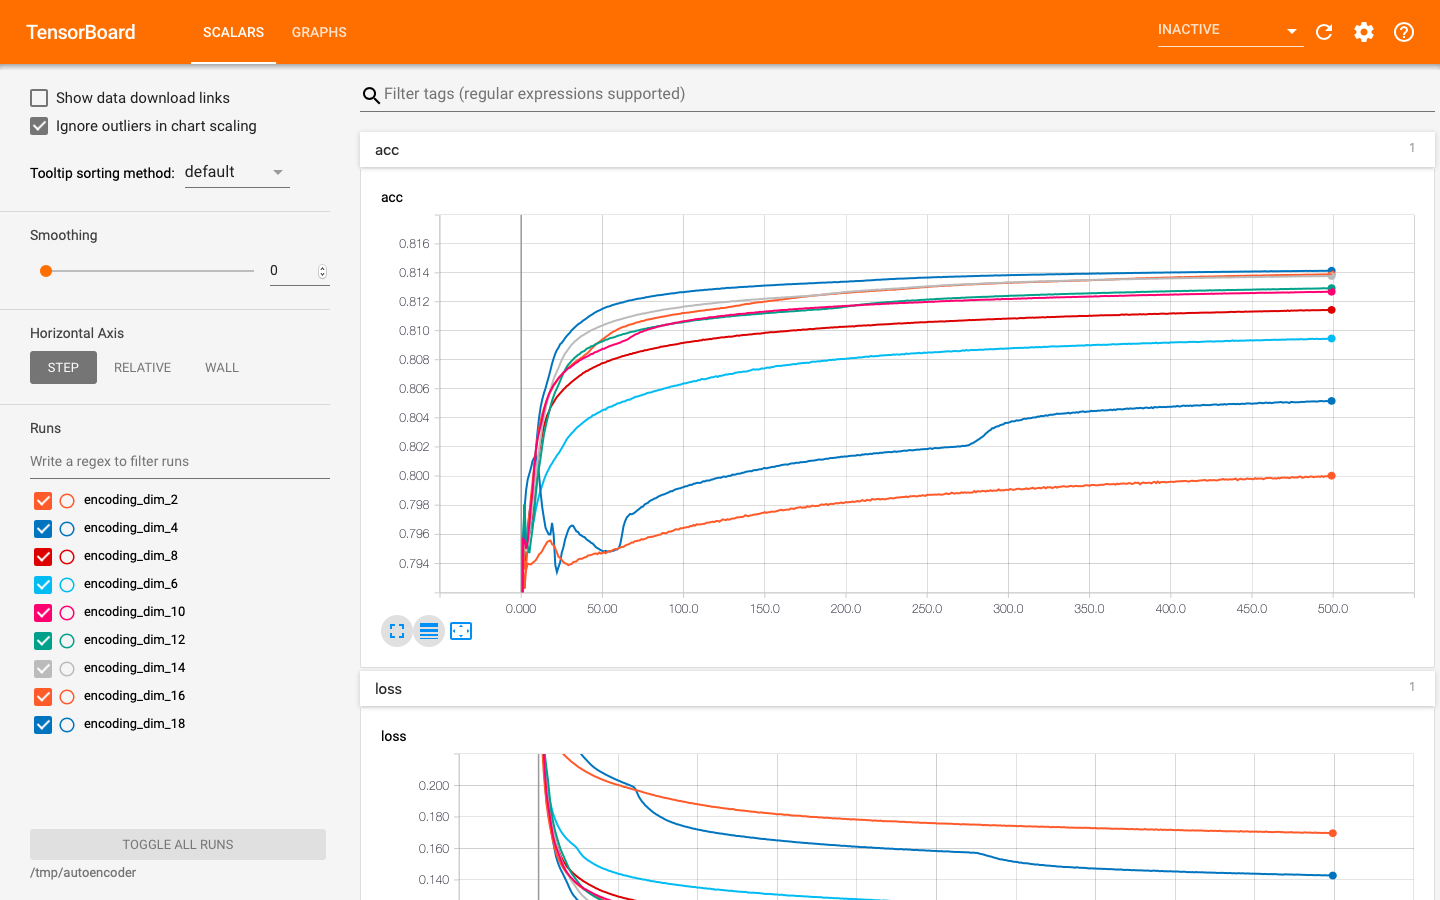 TensorBoard
SCALARS GRAPHS
INACTIVE
Show data download links
Ignore outliers in chart scaling
Tooltip sorting method: default
Smoothing
0
Horizontal Axis
STEP RELATIVE WALL
Runs
Write a regex to filter runs
encoding_dim_2
encoding_dim_4
encoding_dim_8
encoding_dim_6
encoding_dim_10
encoding_dim_12
encoding_dim_14
encoding_dim_16
encoding_dim_18
TOGGLE ALL RUNS
/tmp/autoencoder
Filter tags (regular expressions supported)
acc 1
acc
0.816
0.814
0.812
0.810
0.808
0.806
0.804
0.802
0.800
0.798
0.796
0.794
0.000 50.00 100.0 150.0 200.0 250.0 300.0 350.0 400.0 450.0 500.0
loss 1
loss
0.200
0.180
0.160
0.140